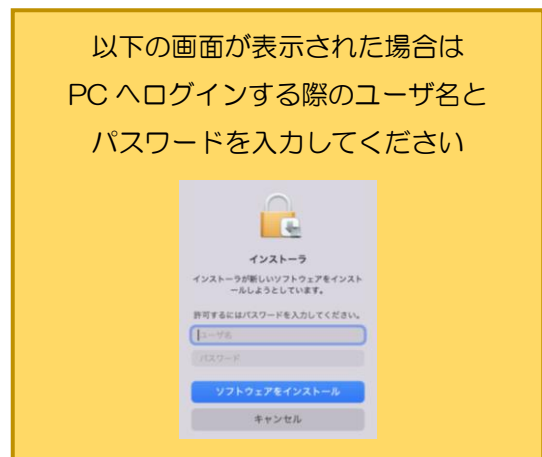 以下の画面が表示された場合は
PC へログインする際のユーザ名と
パスワードを入力してください
インストーラ
インストーラが新しいソフトウェアをインスト
ールしようとしています。
許可するにはパスワードを入力してください。
ユーザ名
パスワード
ソフトウェアをインストール
キャンセル